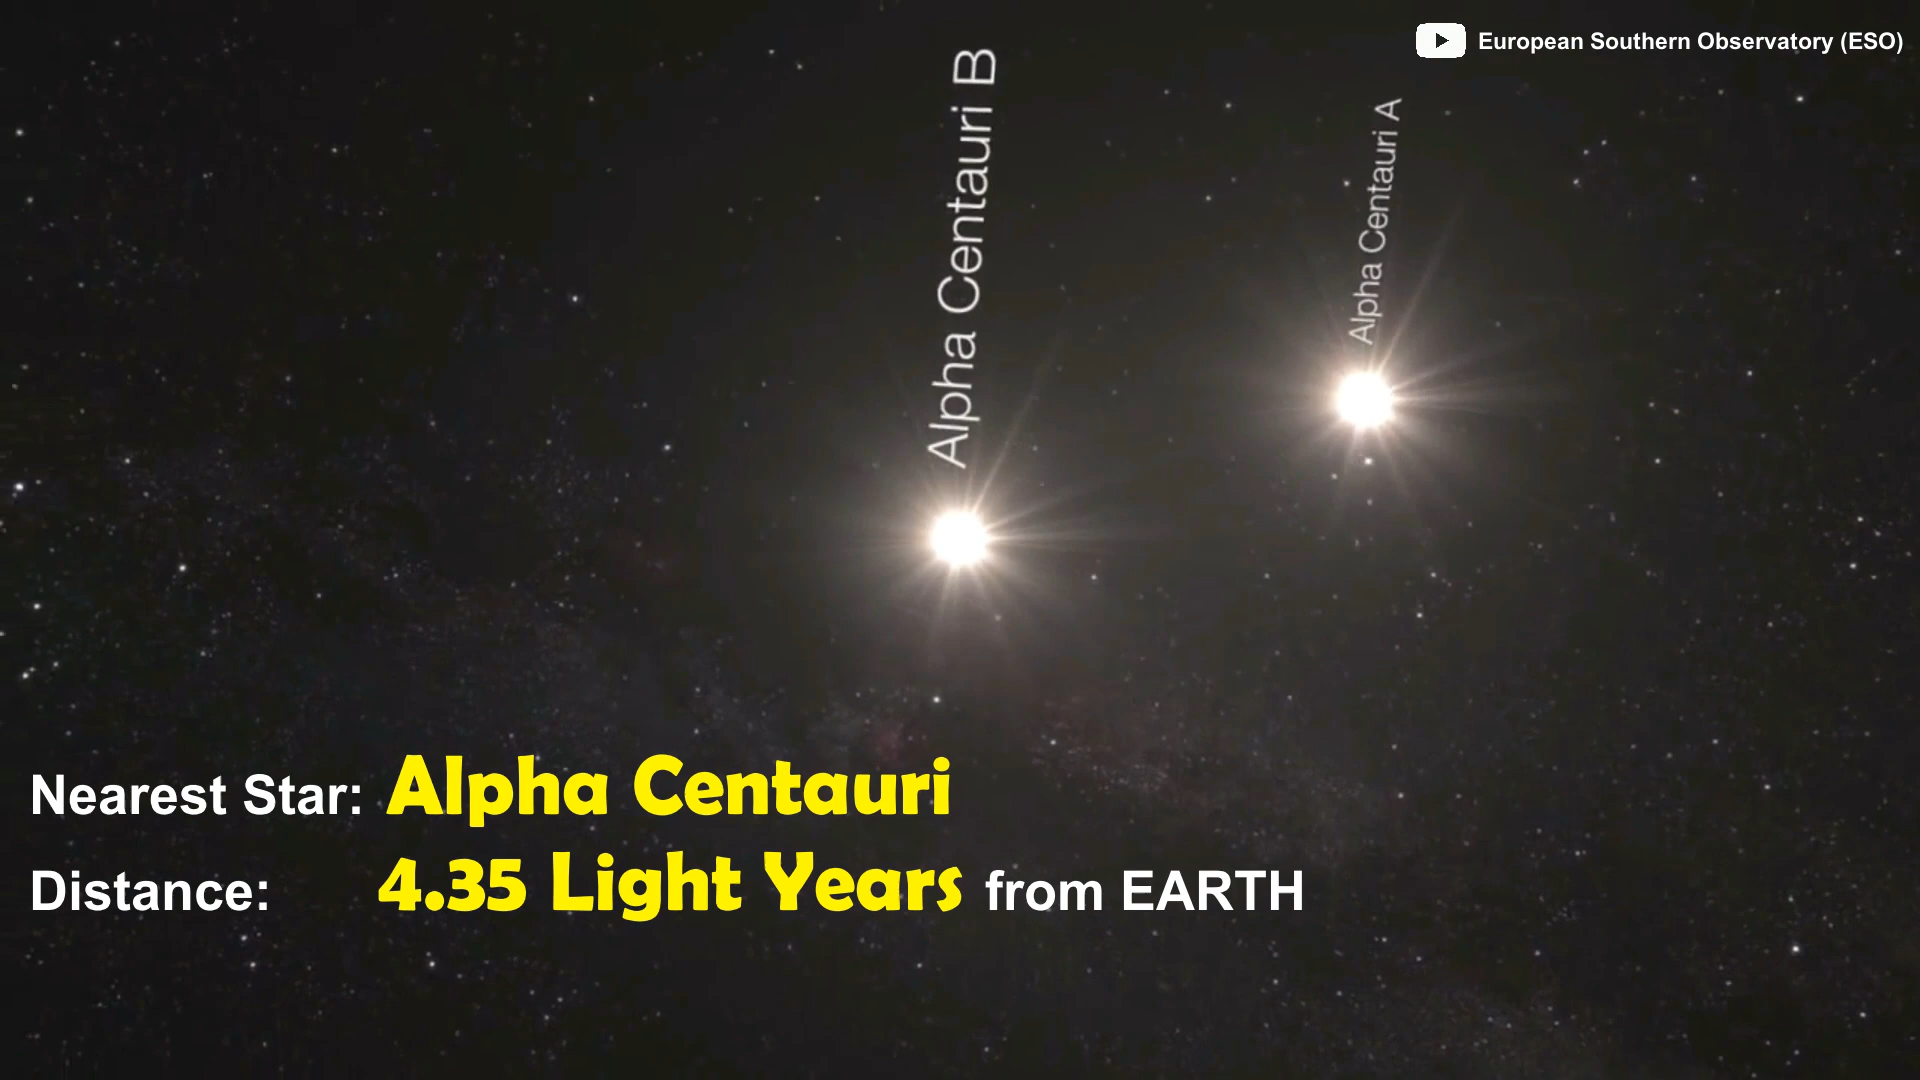 European Southern Observatory (ESO)
Alpha Centauri B
Alpha Centauri A
Nearest Star: Alpha Centauri
Distance: 4.35 Light Years from EARTH